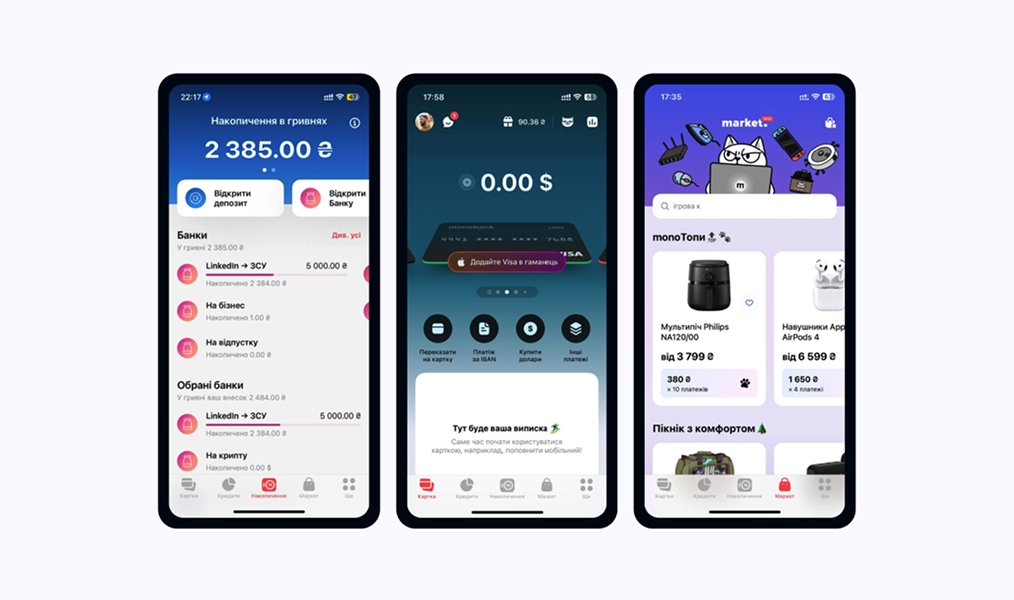 22:17
47
Накопичення в гривнях
2 385.00 ₴
Відкрити
депозит
Відкрити
Банку
Банки
Див. усі
У гривні 2 385.00 ₴
LinkedIn → ЗСУ
5 000.00 ₴
Накопичено 2 384.00 ₴
На бізнес
Накопичено 1.00 ₴
На відпустку
Накопичено 0.00 ₴
Обрані банки
У гривні ваш внесок 2 484.00 ₴
LinkedIn → ЗСУ
5 000.00 ₴
Накопичено 2 384.00 ₴
На крипту
Накопичено 0.00 $
Картка
Кредити
Накопичення
Маркет
Ще
17:58
1
90.36 ₴
0.00 $
monobank
USD
4441 **** **** 7666
VISA
Додайте Visa в гаманець
Переказати
на картку
Платіж
за IBAN
Купити
долари
Інші
платежі
Тут буде ваша виписка
Саме час почати користуватися
карткою, наприклад, поповнити мобільний!
Картка
Кредити
Накопичення
Маркет
Ще
17:35
market
m
ігрова к
monoТопи
Мультипіч Philips
NA120/00
від 3 799 ₴
380 ₴
× 10 платежів
Навушники App
AirPods 4
від 6 599 ₴
1 650 ₴
× 4 платежі
Пікнік з комфортом
Картка
Кредити
Накопичення
Маркет
Ще